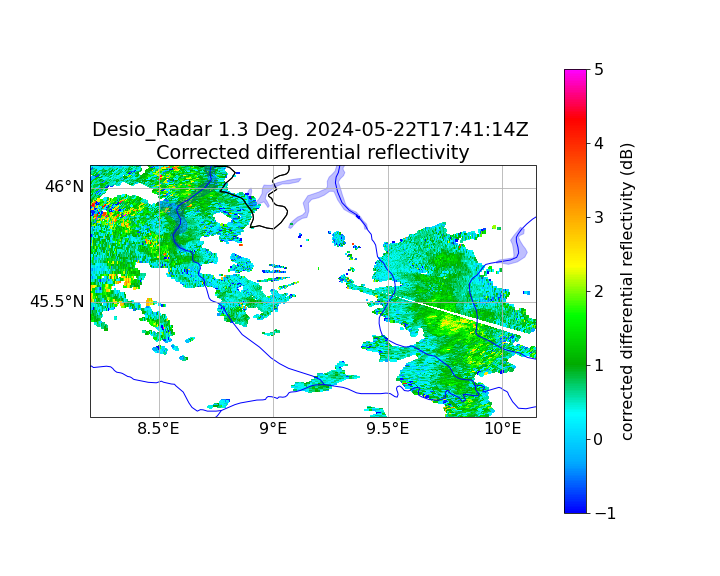 Desio_Radar 1.3 Deg. 2024-05-22T17:41:14Z
Corrected differential reflectivity
46°N
45.5°N
8.5°E
9°E
9.5°E
10°E
5
4
3
2
1
0
−1
corrected differential reflectivity (dB)